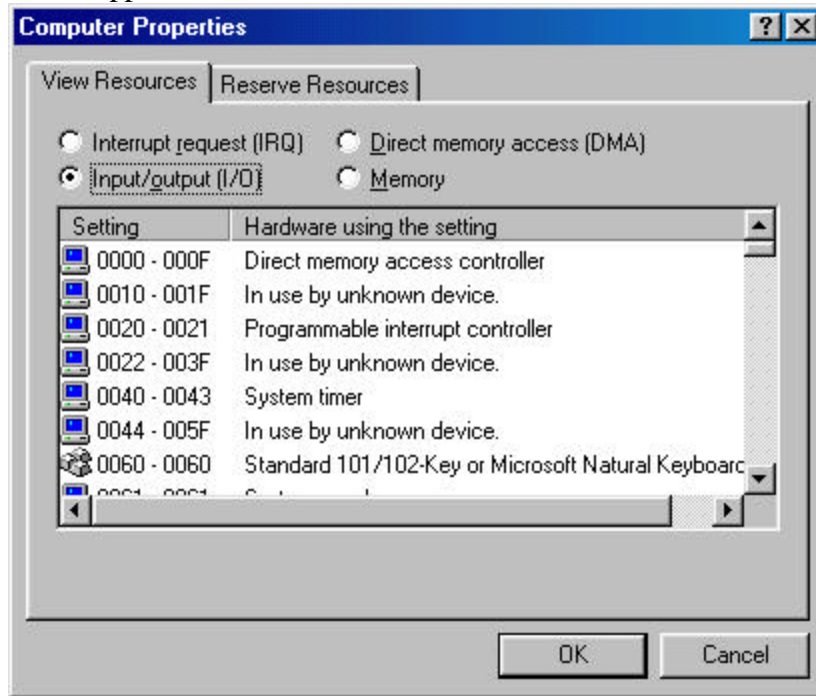 Computer Properties
View Resources
Reserve Resources
Interrupt request (IRQ)
Direct memory access (DMA)
Input/output (I/O)
Memory
Setting Hardware using the setting
0000 - 000F Direct memory access controller
0010 - 001F In use by unknown device.
0020 - 0021 Programmable interrupt controller
0022 - 003F In use by unknown device.
0040 - 0043 System timer
0044 - 005F In use by unknown device.
0060 - 0060 Standard 101/102-Key or Microsoft Natural Keyboard
OK
Cancel